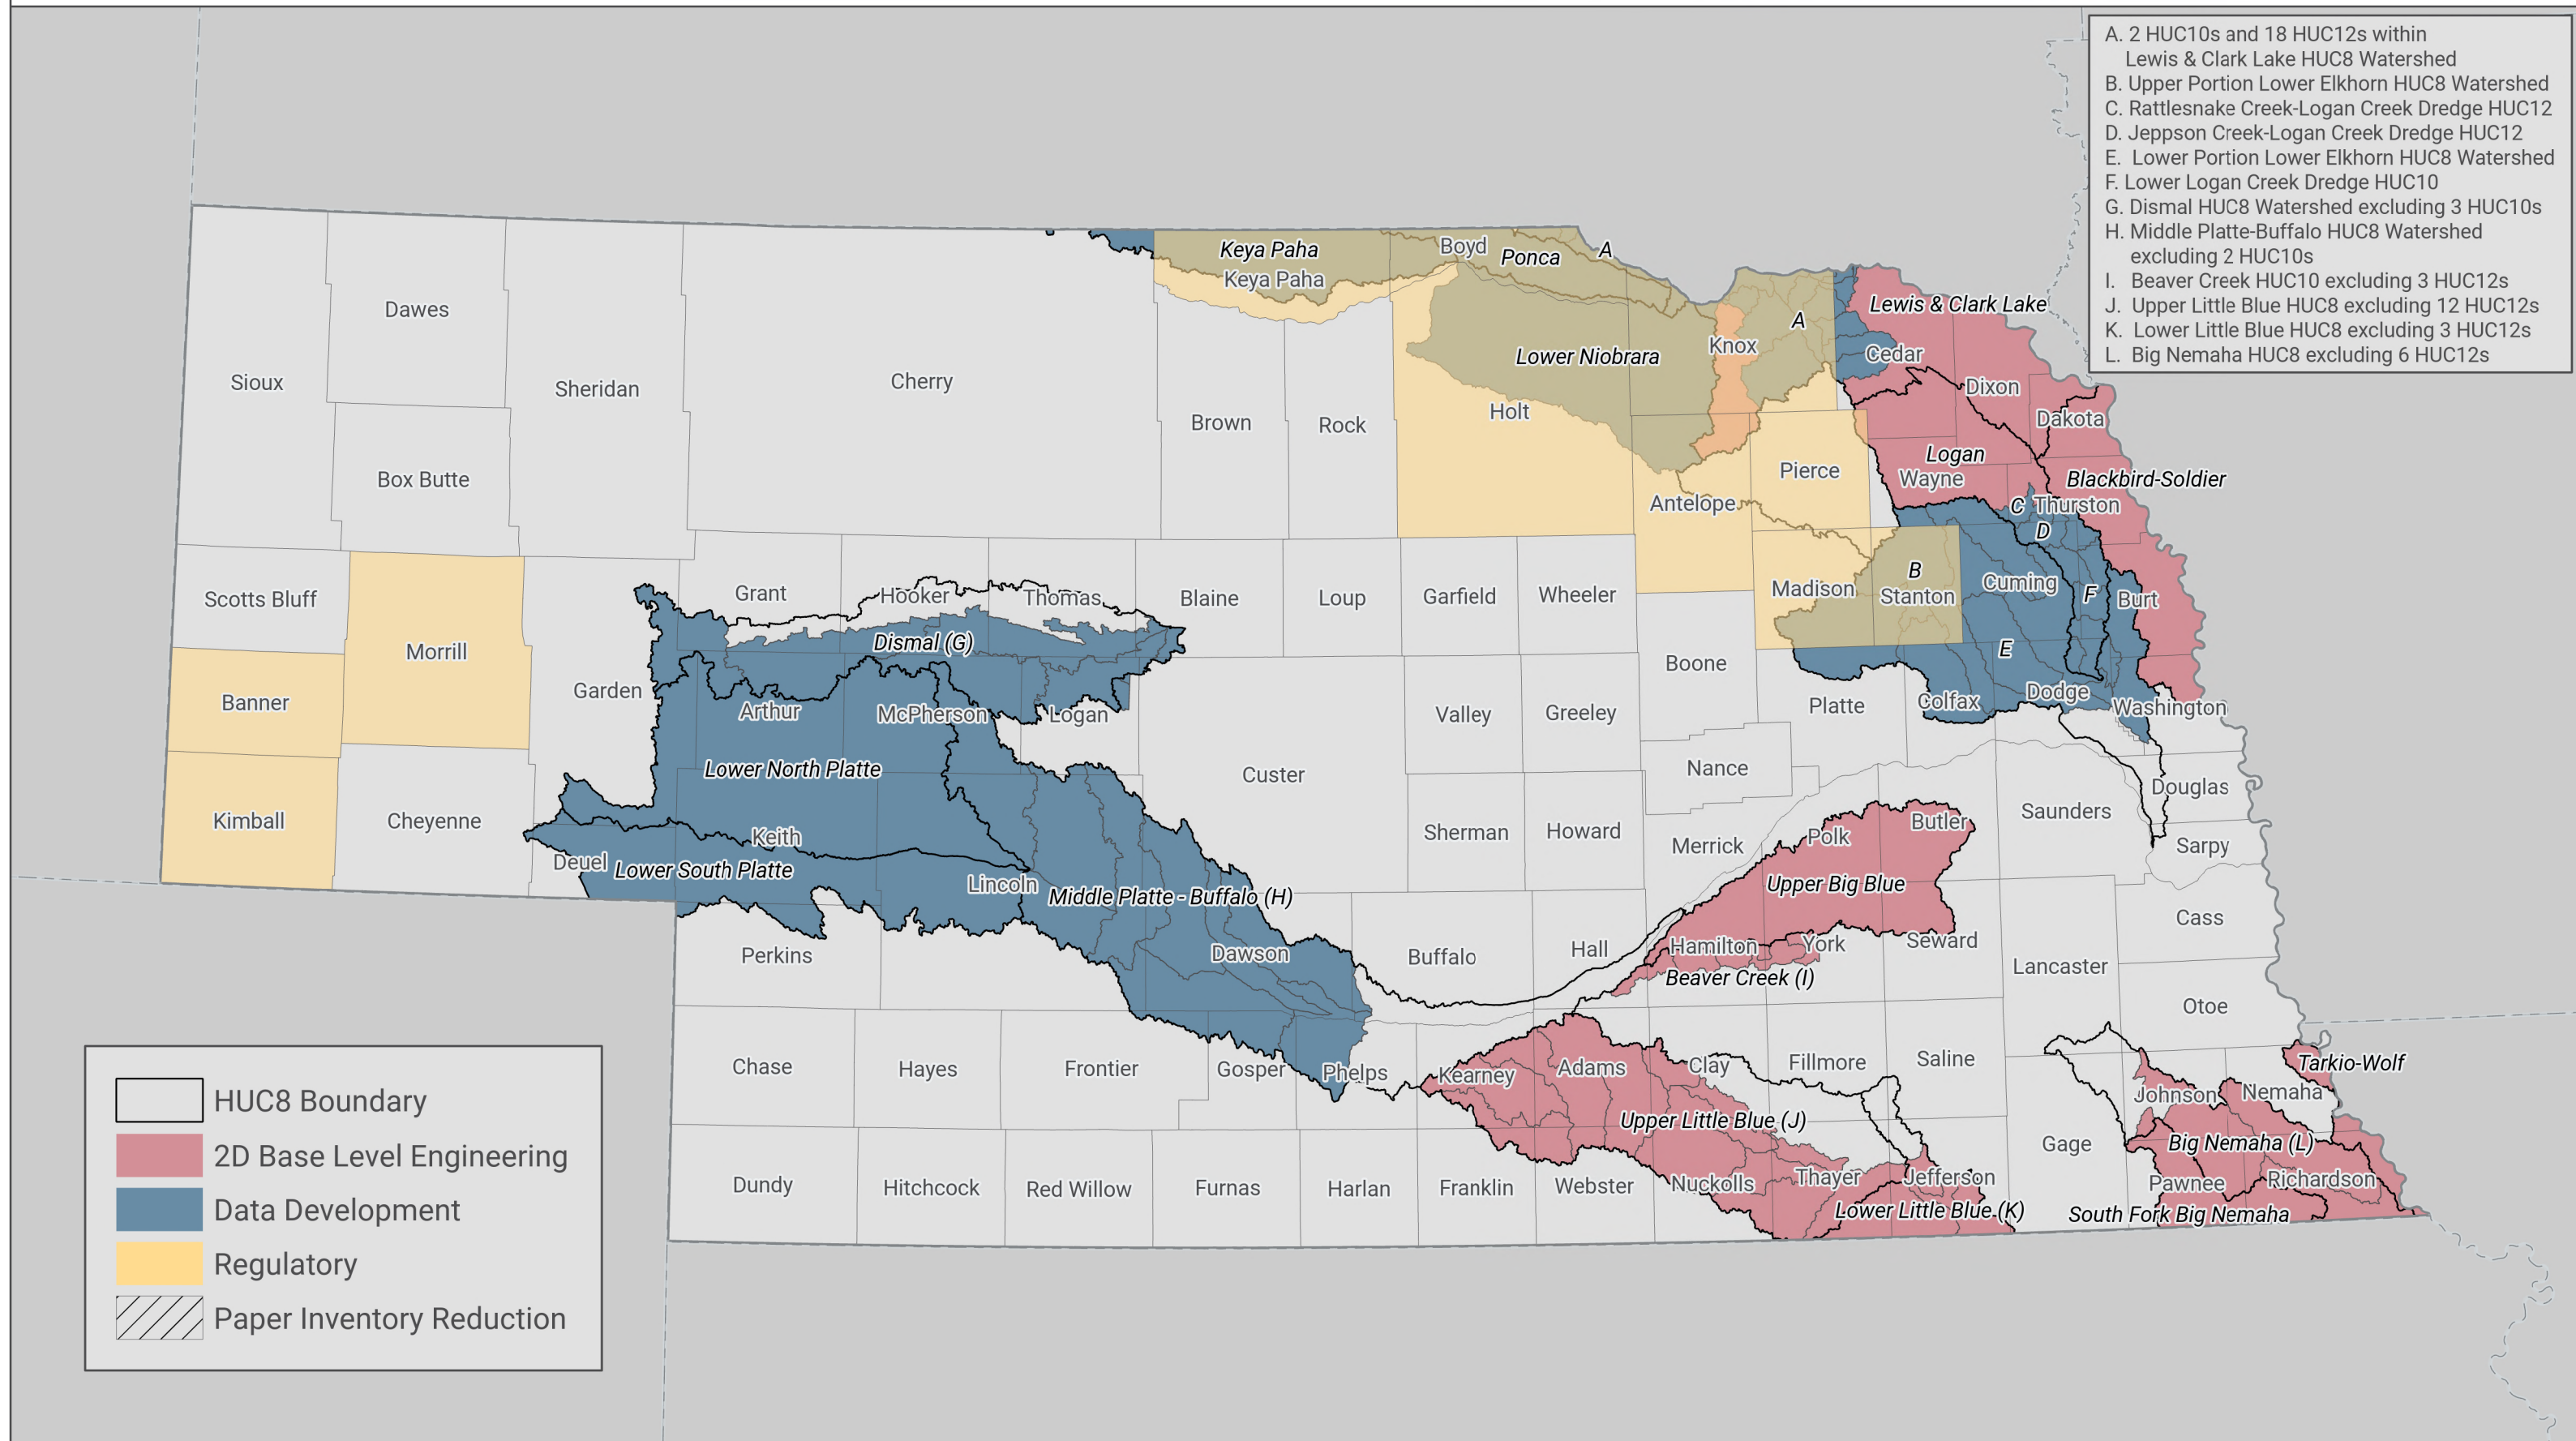 A. 2 HUC10s and 18 HUC12s within
Lewis & Clark Lake HUC8 Watershed
B. Upper Portion Lower Elkhorn HUC8 Watershed
C. Rattlesnake Creek-Logan Creek Dredge HUC12
D. Jeppson Creek-Logan Creek Dredge HUC12
E. Lower Portion Lower Elkhorn HUC8 Watershed
F. Lower Logan Creek Dredge HUC10
G. Dismal HUC8 Watershed excluding 3 HUC10s
H. Middle Platte-Buffalo HUC8 Watershed
excluding 2 HUC10s
I. Beaver Creek HUC10 excluding 3 HUC12s
J. Upper Little Blue HUC8 excluding 12 HUC12s
K. Lower Little Blue HUC8 excluding 3 HUC12s
L. Big Nemaha HUC8 excluding 6 HUC12s
Keya Paha
Boyd
Ponca
A
Keya Paha
Dawes
Lewis & Clark Lake
A
Knox
Cedar
Lower Niobrara
Sioux
Cherry
Sheridan
Dixon
Holt
Brown
Rock
Dakota
Logan
Pierce
Box Butte
Wayne
Blackbird-Soldier
Antelope
C
Thurston
D
B
Cuming
Madison
Stanton
F
Burt
Scotts Bluff
Grant
Hooker
Thomas
Blaine
Loup
Garfield
Wheeler
Dismal (G)
E
Morrill
Boone
Garden
Dodge
Banner
Arthur
McPherson
Logan
Valley
Greeley
Platte
Colfax
Washington
Lower North Platte
Custer
Nance
Douglas
Kimball
Cheyenne
Keith
Sherman
Howard
Merrick
Polk
Butler
Saunders
Sarpy
Deuel
Lower South Platte
Lincoln
Middle Platte - Buffalo (H)
Upper Big Blue
Cass
Perkins
Dawson
Buffalo
Hall
Hamilton
York
Seward
Lancaster
Beaver Creek (I)
Otoe
Chase
Hayes
Frontier
Gosper
Phelps
Kearney
Adams
Clay
Fillmore
Saline
Tarkio-Wolf
Johnson
Nemaha
Upper Little Blue (J)
Gage
Big Nemaha (L)
Dundy
Hitchcock
Red Willow
Furnas
Harlan
Franklin
Webster
Nuckolls
Thayer
Jefferson
Pawnee
Richardson
Lower Little Blue (K)
South Fork Big Nemaha
HUC8 Boundary
2D Base Level Engineering
Data Development
Regulatory
Paper Inventory Reduction